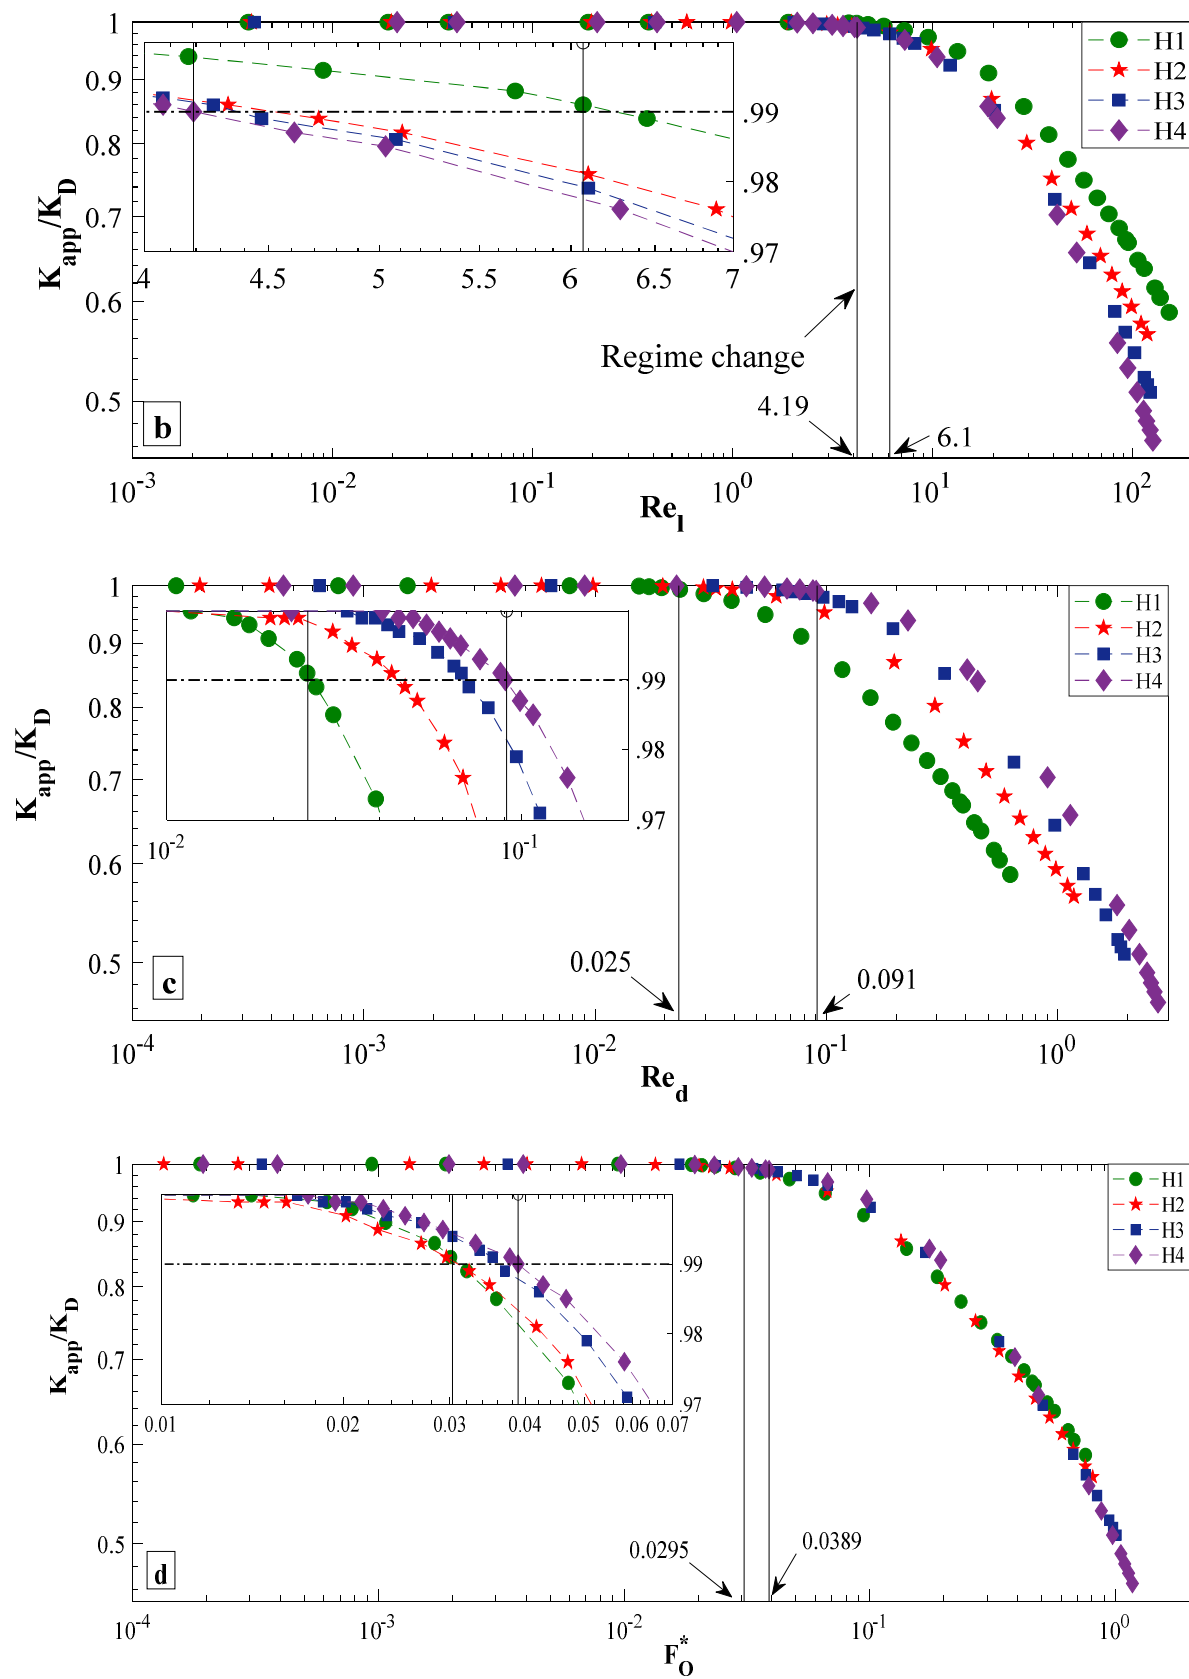 1
0.9
0.8
0.7
0.6
0.5
K_app/K_D
.99
.98
.97
4 4.5 5 5.5 6 6.5 7
H1
H2
H3
H4
Regime change
4.19
6.1
b
10^-3 10^-2 10^-1 10^0 10^1 10^2
Re_l
1
0.9
0.8
0.7
0.6
0.5
K_app/K_D
.99
.98
.97
10^-2 10^-1
H1
H2
H3
H4
0.025
0.091
c
10^-4 10^-3 10^-2 10^-1 10^0
Re_d
1
0.9
0.8
0.7
0.6
0.5
K_app/K_D
.99
.98
.97
0.01 0.02 0.03 0.04 0.05 0.06 0.07
H1
H2
H3
H4
0.0295
0.0389
d
10^-4 10^-3 10^-2 10^-1 10^0
F_O^*